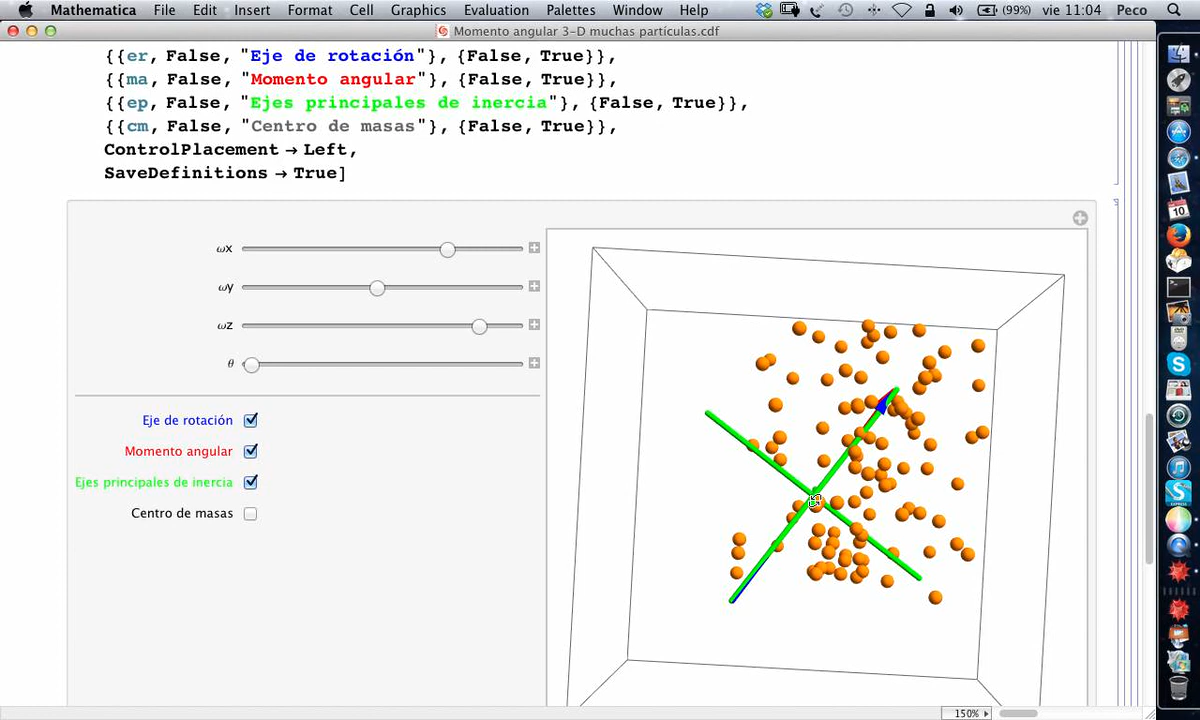 Mathematica File Edit Insert Format Cell Graphics Evaluation Palettes Window Help (99%) vie 11:04 Peco
Momento angular 3-D muchas partículas.cdf
{{er, False, "Eje de rotación"}, {False, True}},
{{ma, False, "Momento angular"}, {False, True}},
{{ep, False, "Ejes principales de inercia"}, {False, True}},
{{cm, False, "Centro de masas"}, {False, True}},
ControlPlacement → Left,
SaveDefinitions → True]
ωx
ωy
ωz
θ
Eje de rotación
Momento angular
Ejes principales de inercia
Centro de masas
10
150%